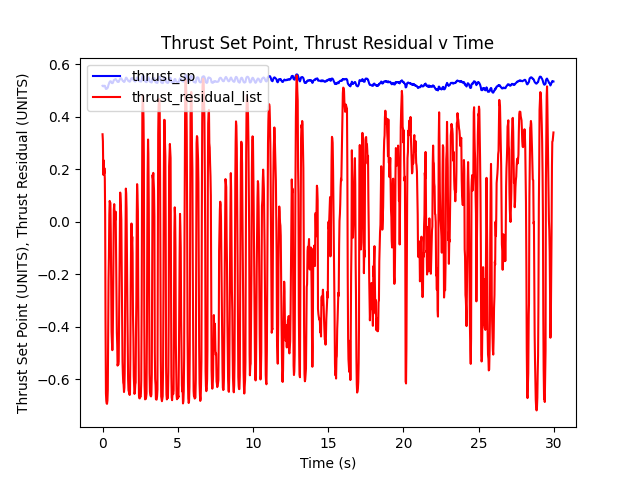 Thrust Set Point, Thrust Residual v Time
thrust_sp
thrust_residual_list
Thrust Set Point (UNITS), Thrust Residual (UNITS)
0.6
0.4
0.2
0.0
−0.2
−0.4
−0.6
0 5 10 15 20 25 30
Time (s)